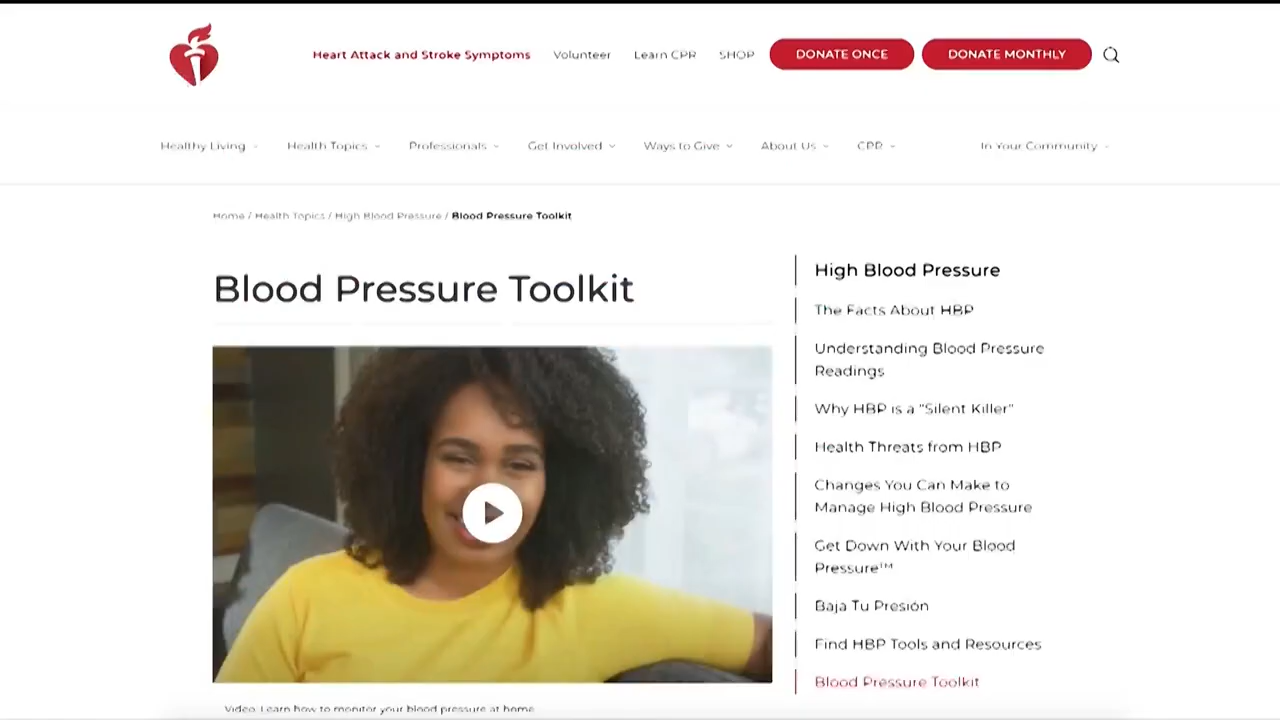 Heart Attack and Stroke Symptoms Volunteer Learn CPR SHOP DONATE ONCE DONATE MONTHLY
Healthy Living Health Topics Professionals Get Involved Ways to Give About Us CPR In Your Community
Home / Health Topics / High Blood Pressure / Blood Pressure Toolkit
Blood Pressure Toolkit
Video: Learn how to monitor your blood pressure at home
High Blood Pressure
The Facts About HBP
Understanding Blood Pressure
Readings
Why HBP is a "Silent Killer"
Health Threats from HBP
Changes You Can Make to
Manage High Blood Pressure
Get Down With Your Blood
Pressure™
Baja Tu Presión
Find HBP Tools and Resources
Blood Pressure Toolkit